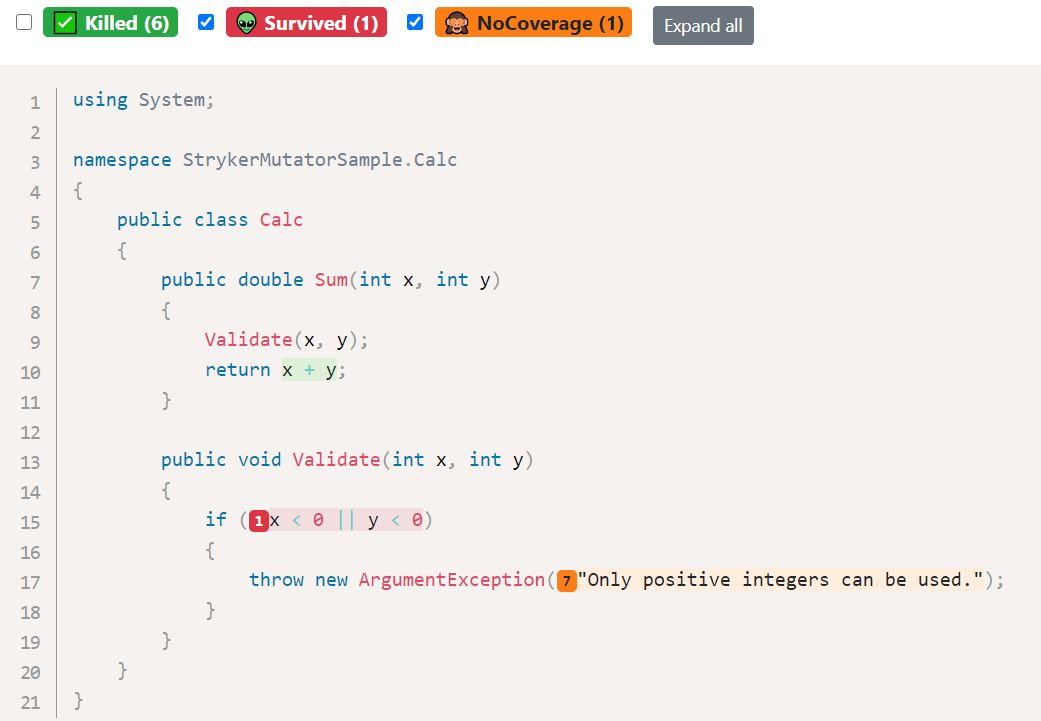 ✅ Killed (6) 👽 Survived (1) 🙈 NoCoverage (1) Expand all
1 using System;
2
3 namespace StrykerMutatorSample.Calc
4 {
5 public class Calc
6 {
7 public double Sum(int x, int y)
8 {
9 Validate(x, y);
10 return x + y;
11 }
12
13 public void Validate(int x, int y)
14 {
15 if (1x < 0 || y < 0)
16 {
17 throw new ArgumentException(7"Only positive integers can be used.");
18 }
19 }
20 }
21 }